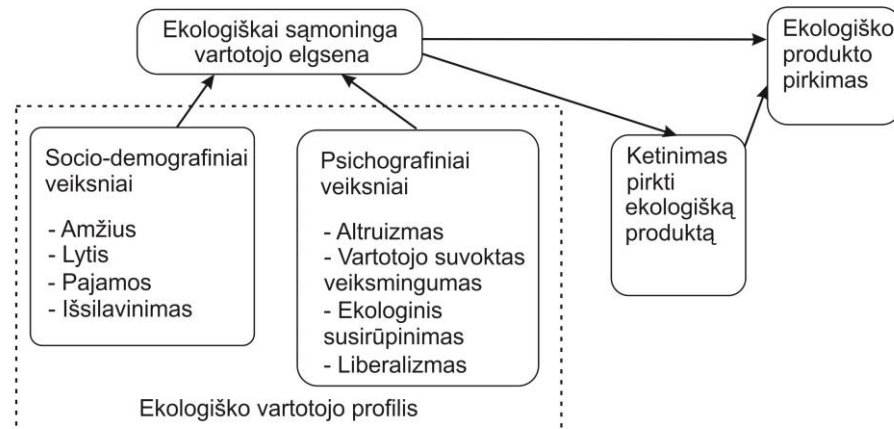 Ekologiškai sąmoninga
vartotojo elgsena
Ekologiško
produkto
pirkimas
Socio-demografiniai
veiksniai
- Amžius
- Lytis
- Pajamos
- Išsilavinimas
Psichografiniai
veiksniai
- Altruizmas
- Vartotojo suvoktas
veiksmingumas
- Ekologinis
susirūpinimas
- Liberalizmas
Ketinimas
pirkti
ekologišką
produktą
Ekologiško vartotojo profilis